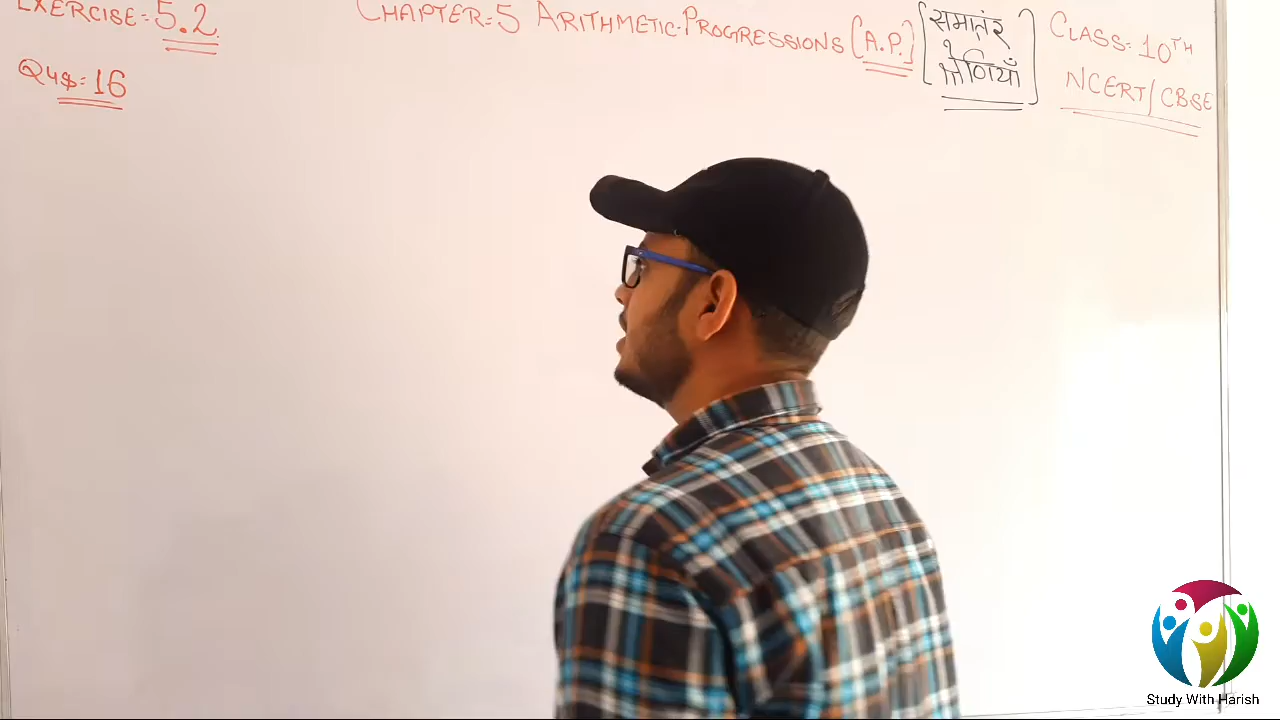 EXERCISE:- 5.2
CHAPTER:-5 ARITHMETIC-PROGRESSIONS (A.P.) [समांतर श्रेणियाँ]
CLASS:- 10TH
NCERT/CBSE
QUS:- 16
Study With Harish